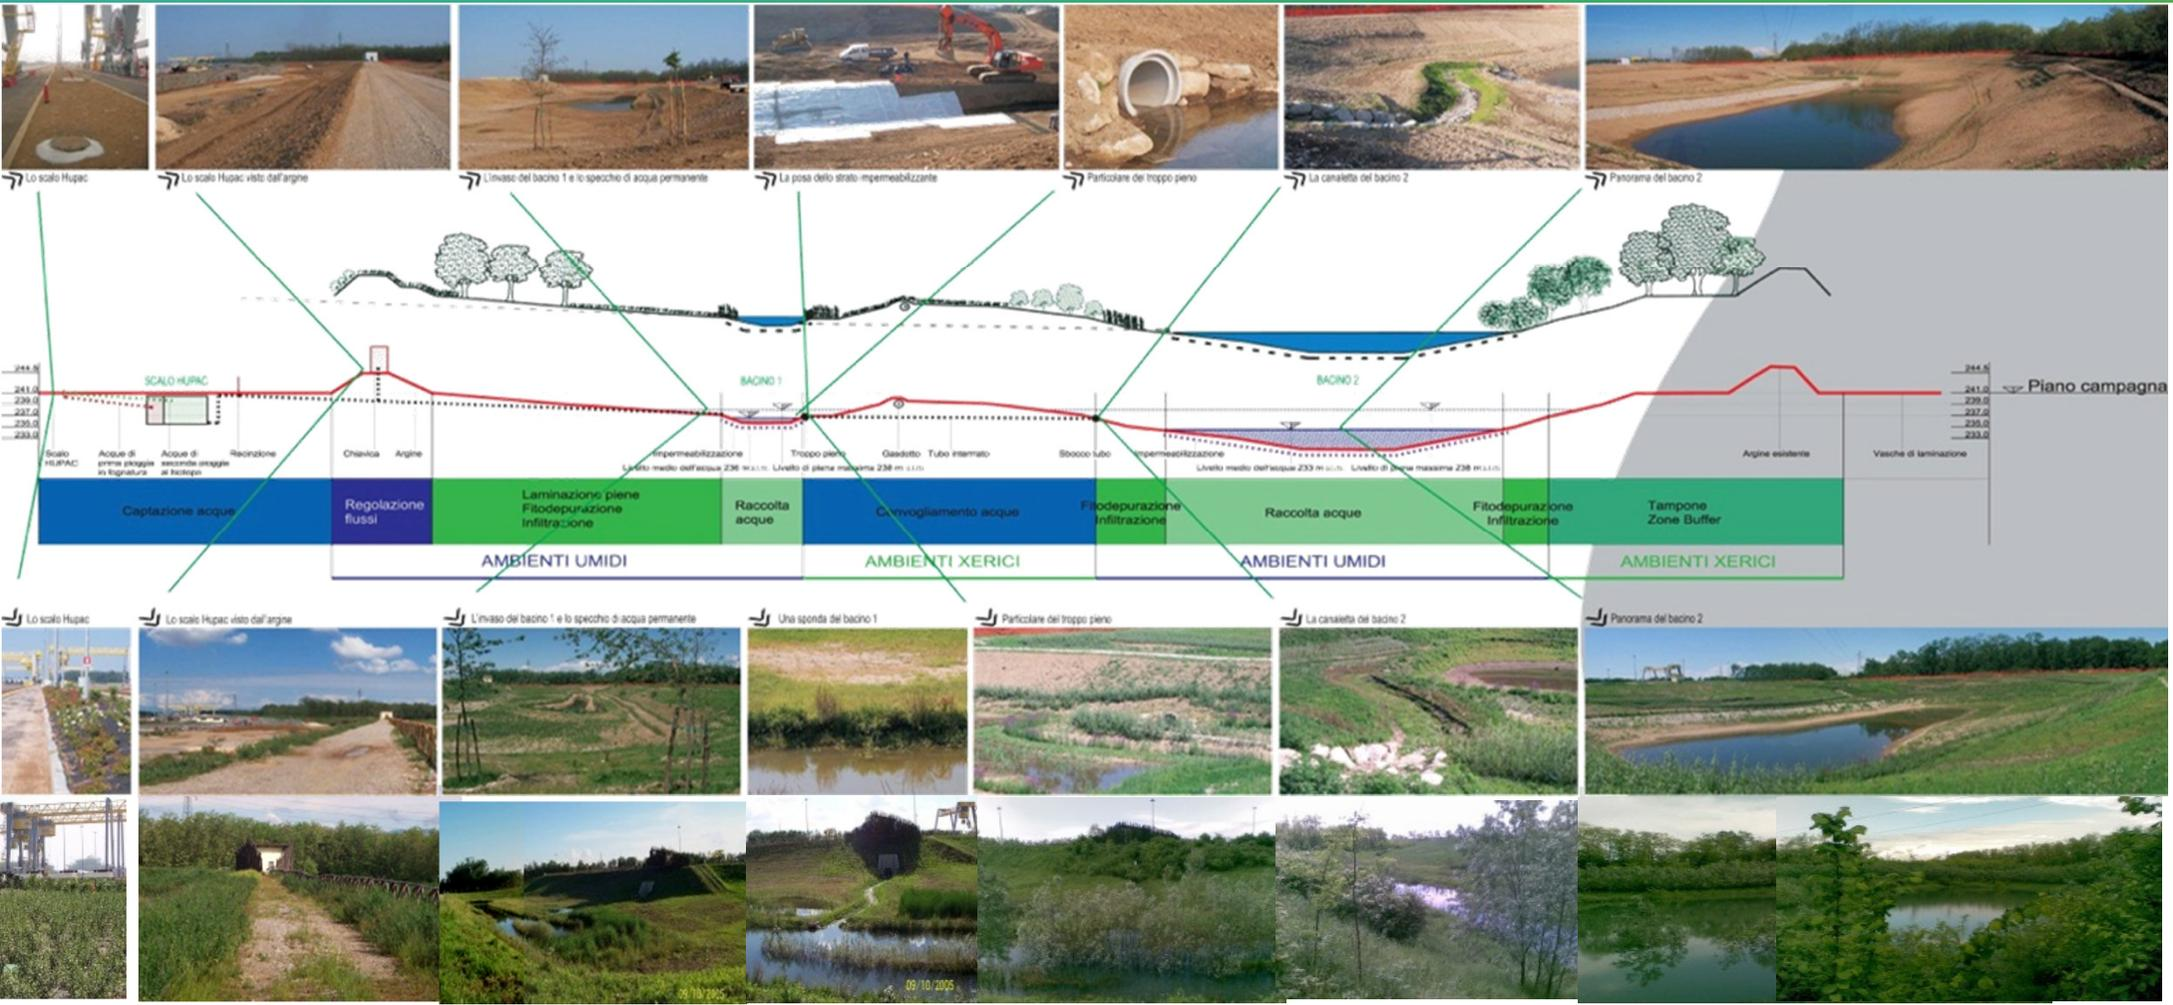 Lo scalo Hupac
Lo scalo Hupac visto dall'argine
L'invaso del bacino 1 e lo specchio di acqua permanente
La posa dello strato impermeabilizzante
Particolare del troppo pieno
La canaletta del bacino 2
Panorama del bacino 2
244.5
241.0
239.0
237.0
235.0
233.0
SCALO HUPAC
BACINO 1
BACINO 2
244.5
241.0
239.0
237.0
235.0
233.0
Piano campagna
Scalo
HUPAC
Acque di
prima pioggia
in fognatura
Acque di
seconda pioggia
al biotopo
Recinzione
Chiavica
Argine
Impermeabilizzazione
Livello medio dell'acqua 236 m s.l.m.
Livello di piena massima 238 m s.l.m.
Troppo pieno
Gasdotto
Tubo interrato
Sbocco tubo
Impermeabilizzazione
Livello medio dell'acqua 233 m s.l.m.
Livello di piena massima 238 m s.l.m.
Argine esistente
Vasche di laminazione
Captazione acque
Regolazione
flussi
Laminazione piene
Fitodepurazione
Infiltrazione
Raccolta
acque
Convogliamento acque
Fitodepurazione
Infiltrazione
Raccolta acque
Fitodepurazione
Infiltrazione
Tampone
Zone Buffer
AMBIENTI UMIDI
AMBIENTI XERICI
AMBIENTI UMIDI
AMBIENTI XERICI
Lo scalo Hupac
Lo scalo Hupac visto dall'argine
L'invaso del bacino 1 e lo specchio di acqua permanente
Una sponda del bacino 1
Particolare del troppo pieno
La canaletta del bacino 2
Panorama del bacino 2
09/10/2005
09/10/2005